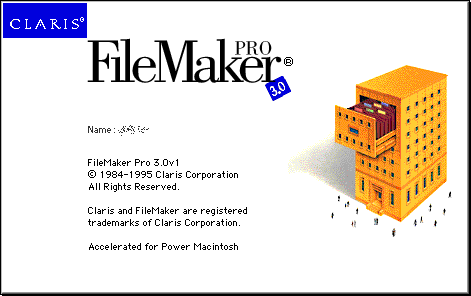 CLARIS®
FileMaker PRO®
3.0
Name:
FileMaker Pro 3.0v1
© 1984-1995 Claris Corporation
All Rights Reserved.
Claris and FileMaker are registered
trademarks of Claris Corporation.
Accelerated for Power Macintosh